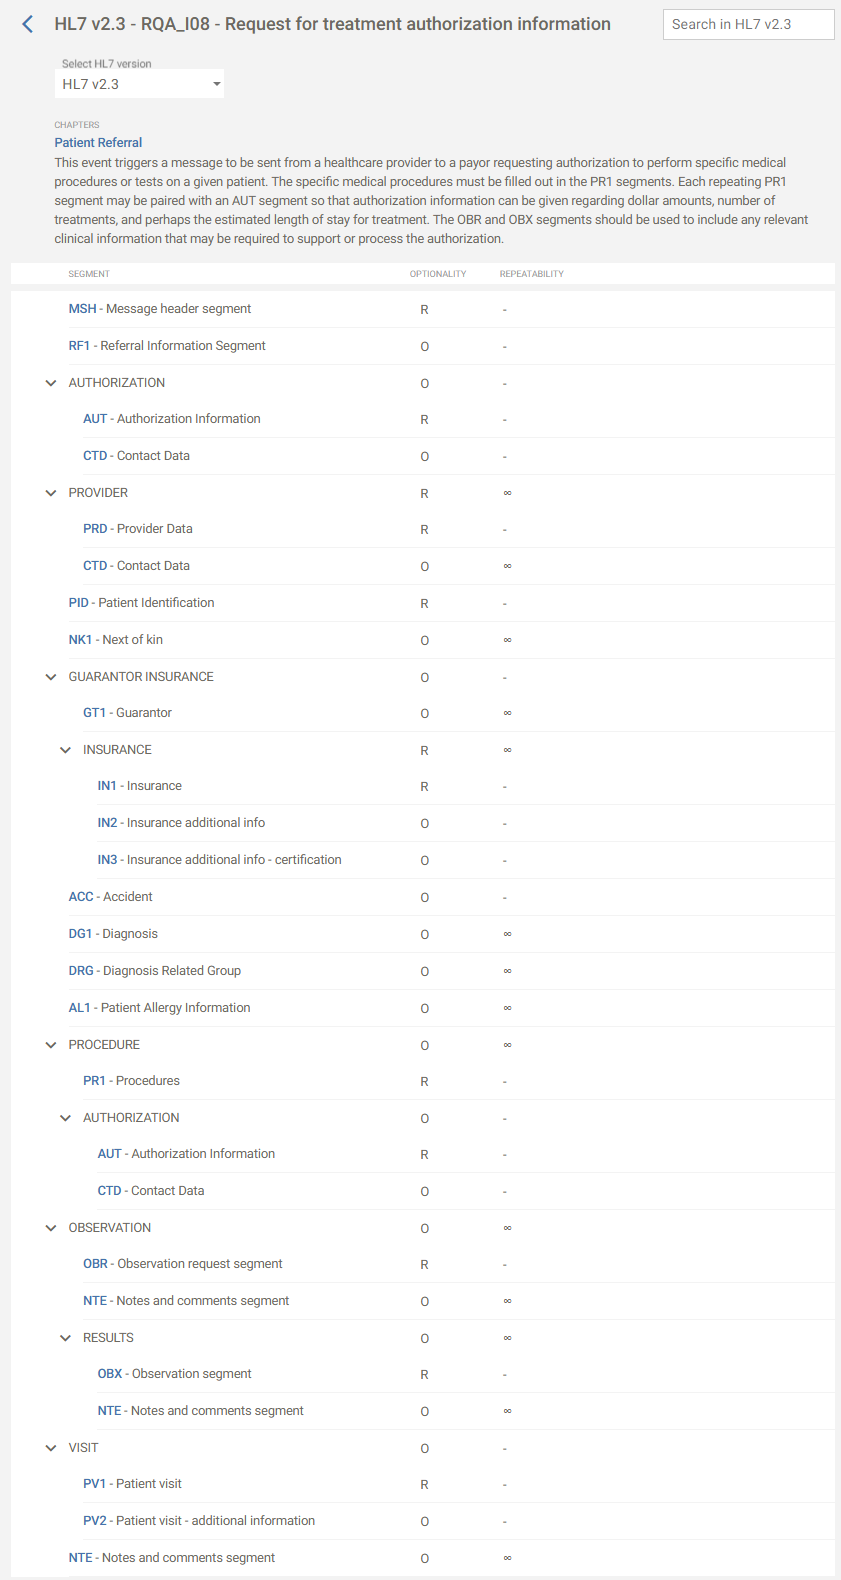 HL7 v2.3 - RQA_I08 - Request for treatment authorization information
Search in HL7 v2.3
Select HL7 version
HL7 v2.3
CHAPTERS
Patient Referral
This event triggers a message to be sent from a healthcare provider to a payor requesting authorization to perform specific medical
procedures or tests on a given patient. The specific medical procedures must be filled out in the PR1 segments. Each repeating PR1
segment may be paired with an AUT segment so that authorization information can be given regarding dollar amounts, number of
treatments, and perhaps the estimated length of stay for treatment. The OBR and OBX segments should be used to include any relevant
clinical information that may be required to support or process the authorization.
SEGMENT OPTIONALITY REPEATABILITY
MSH - Message header segment R -
RF1 - Referral Information Segment O -
AUTHORIZATION O -
AUT - Authorization Information R -
CTD - Contact Data O -
PROVIDER R ∞
PRD - Provider Data R -
CTD - Contact Data O ∞
PID - Patient Identification R -
NK1 - Next of kin O ∞
GUARANTOR INSURANCE O -
GT1 - Guarantor O ∞
INSURANCE R ∞
IN1 - Insurance R -
IN2 - Insurance additional info O -
IN3 - Insurance additional info - certification O -
ACC - Accident O -
DG1 - Diagnosis O ∞
DRG - Diagnosis Related Group O ∞
AL1 - Patient Allergy Information O ∞
PROCEDURE O ∞
PR1 - Procedures R -
AUTHORIZATION O -
AUT - Authorization Information R -
CTD - Contact Data O -
OBSERVATION O ∞
OBR - Observation request segment R -
NTE - Notes and comments segment O ∞
RESULTS O ∞
OBX - Observation segment R -
NTE - Notes and comments segment O ∞
VISIT O -
PV1 - Patient visit R -
PV2 - Patient visit - additional information O -
NTE - Notes and comments segment O ∞